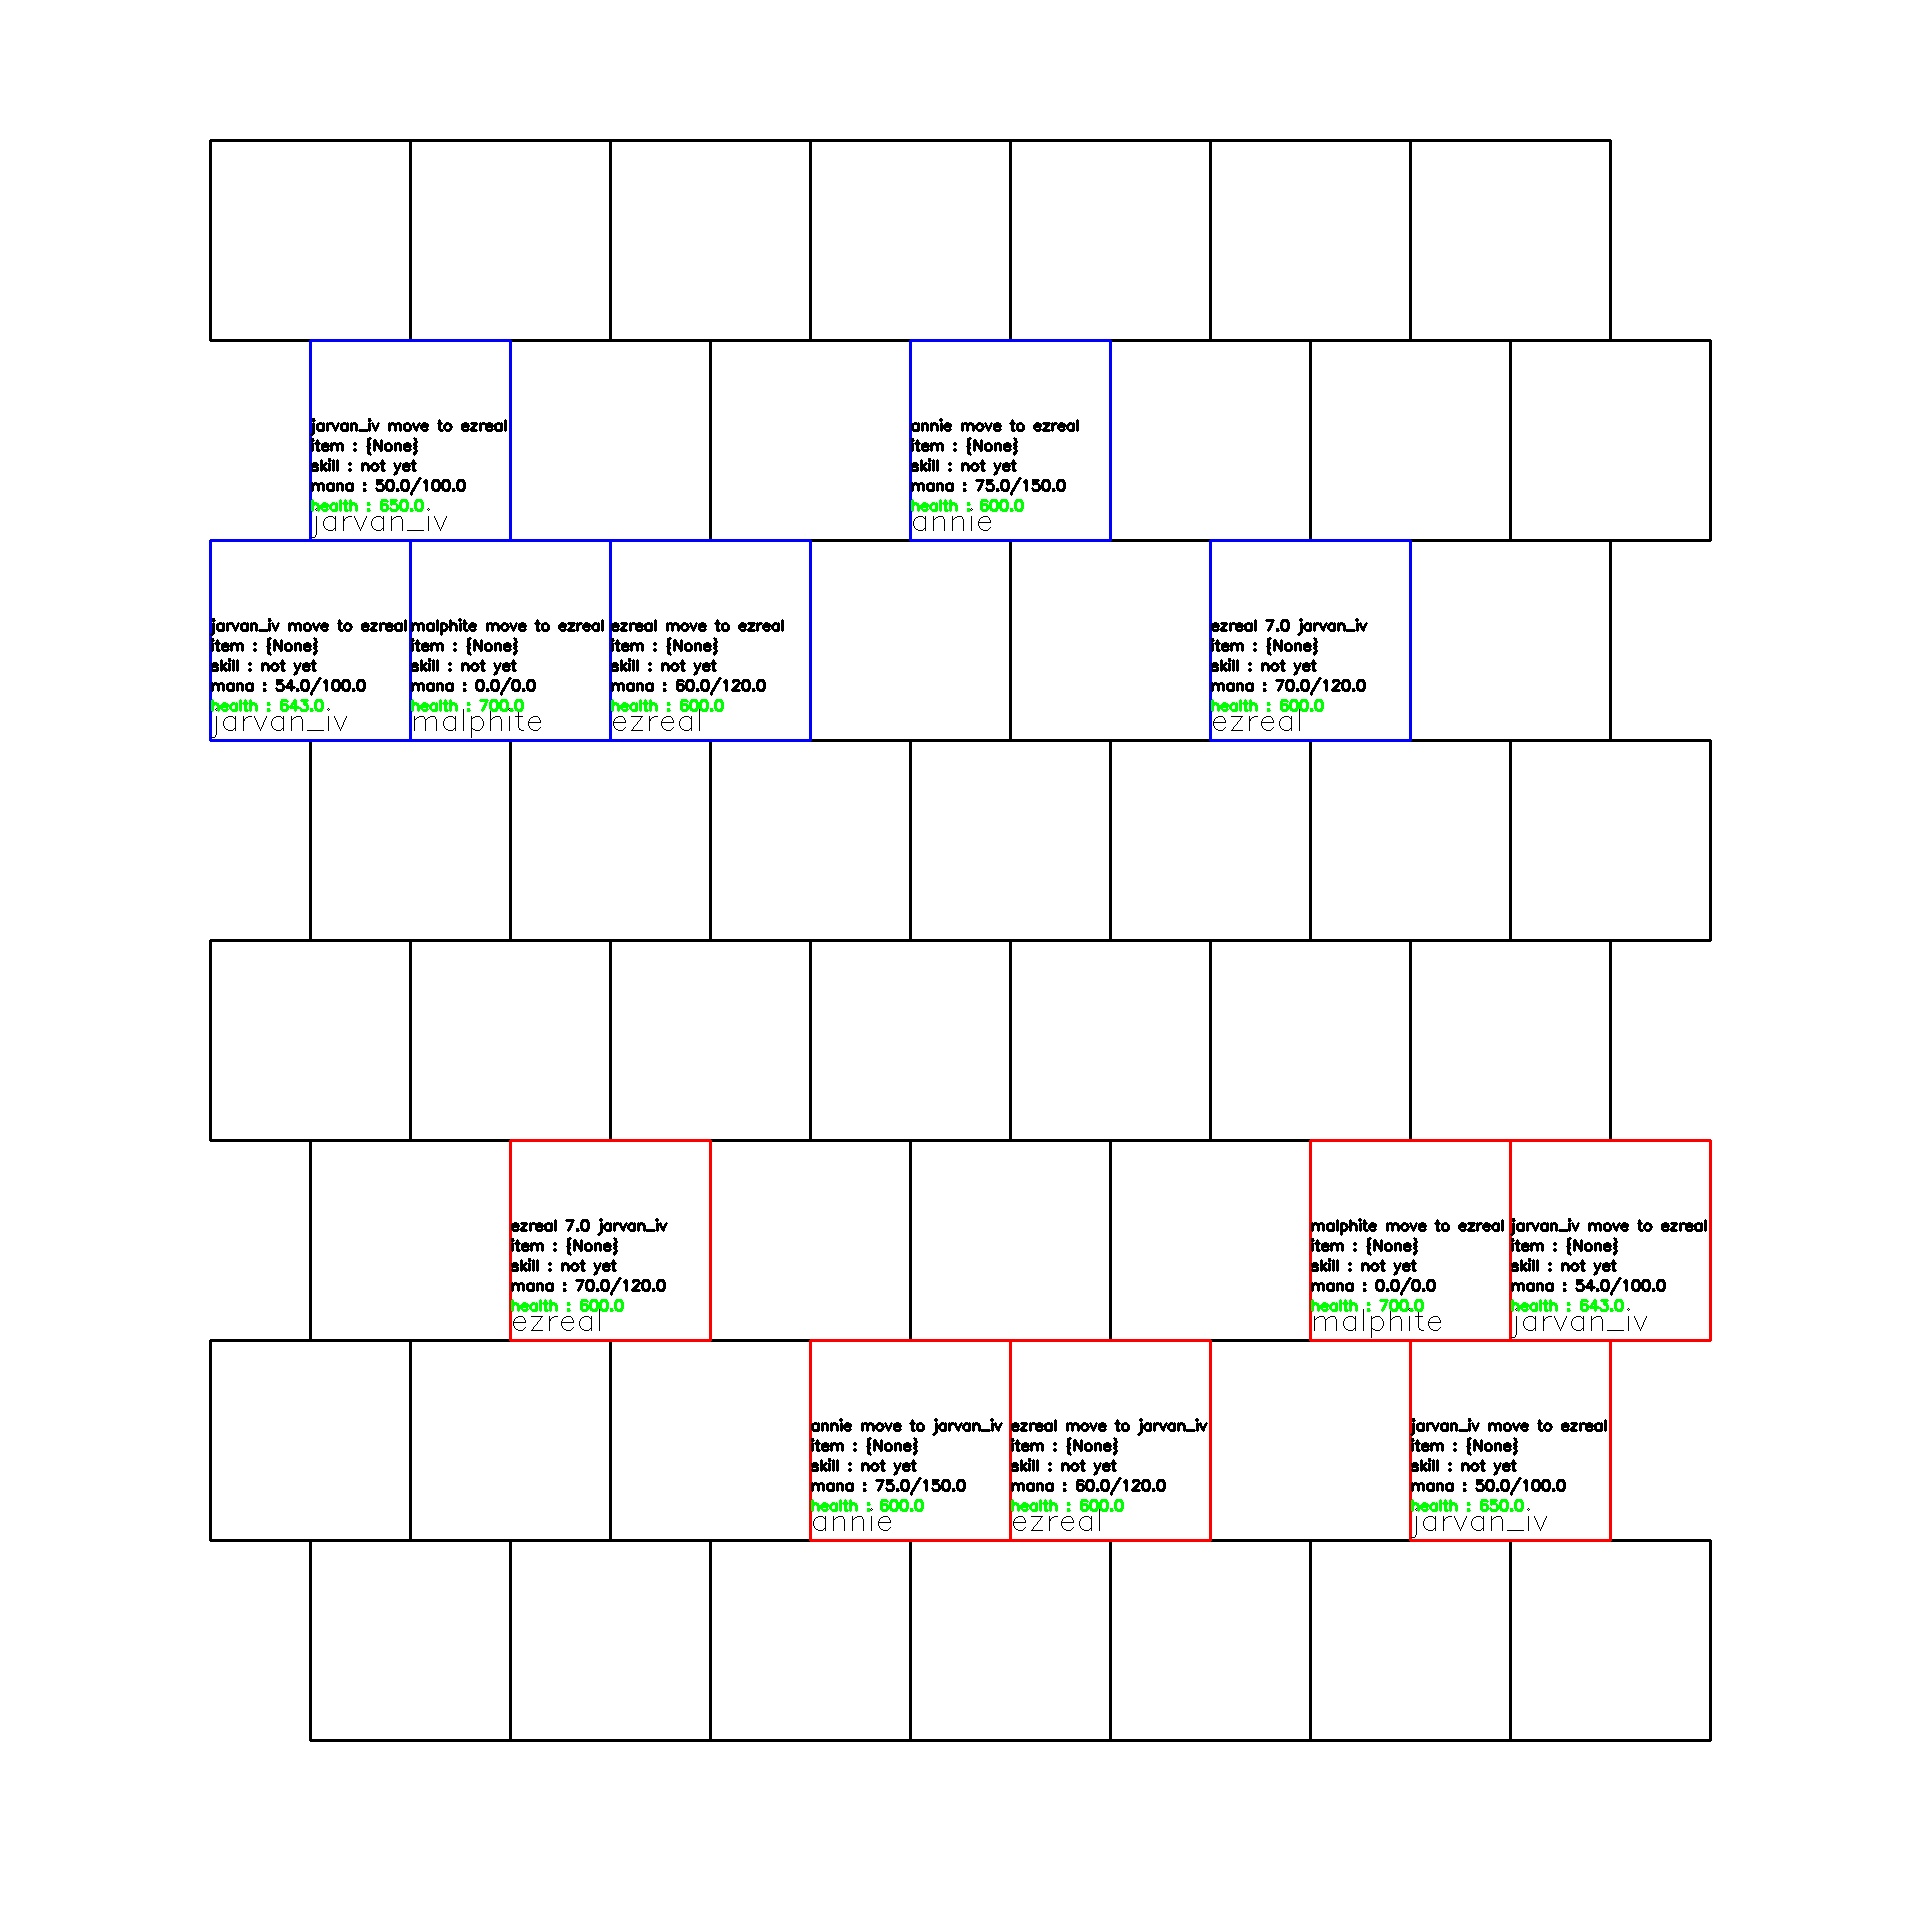 jarvan_iv move to ezreal
item : {None}
skill : not yet
mana : 50.0/100.0
health : 650.0
jarvan_iv
annie move to ezreal
item : {None}
skill : not yet
mana : 75.0/150.0
health : 600.0
annie
jarvan_iv move to ezreal
item : {None}
skill : not yet
mana : 54.0/100.0
health : 643.0
jarvan_iv
malphite move to ezreal
item : {None}
skill : not yet
mana : 0.0/0.0
health : 700.0
malphite
ezreal move to ezreal
item : {None}
skill : not yet
mana : 60.0/120.0
health : 600.0
ezreal
ezreal 7.0 jarvan_iv
item : {None}
skill : not yet
mana : 70.0/120.0
health : 600.0
ezreal
ezreal 7.0 jarvan_iv
item : {None}
skill : not yet
mana : 70.0/120.0
health : 600.0
ezreal
malphite move to ezreal
item : {None}
skill : not yet
mana : 0.0/0.0
health : 700.0
malphite
jarvan_iv move to ezreal
item : {None}
skill : not yet
mana : 54.0/100.0
health : 643.0
jarvan_iv
annie move to jarvan_iv
item : {None}
skill : not yet
mana : 75.0/150.0
health : 600.0
annie
ezreal move to jarvan_iv
item : {None}
skill : not yet
mana : 60.0/120.0
health : 600.0
ezreal
jarvan_iv move to ezreal
item : {None}
skill : not yet
mana : 50.0/100.0
health : 650.0
jarvan_iv